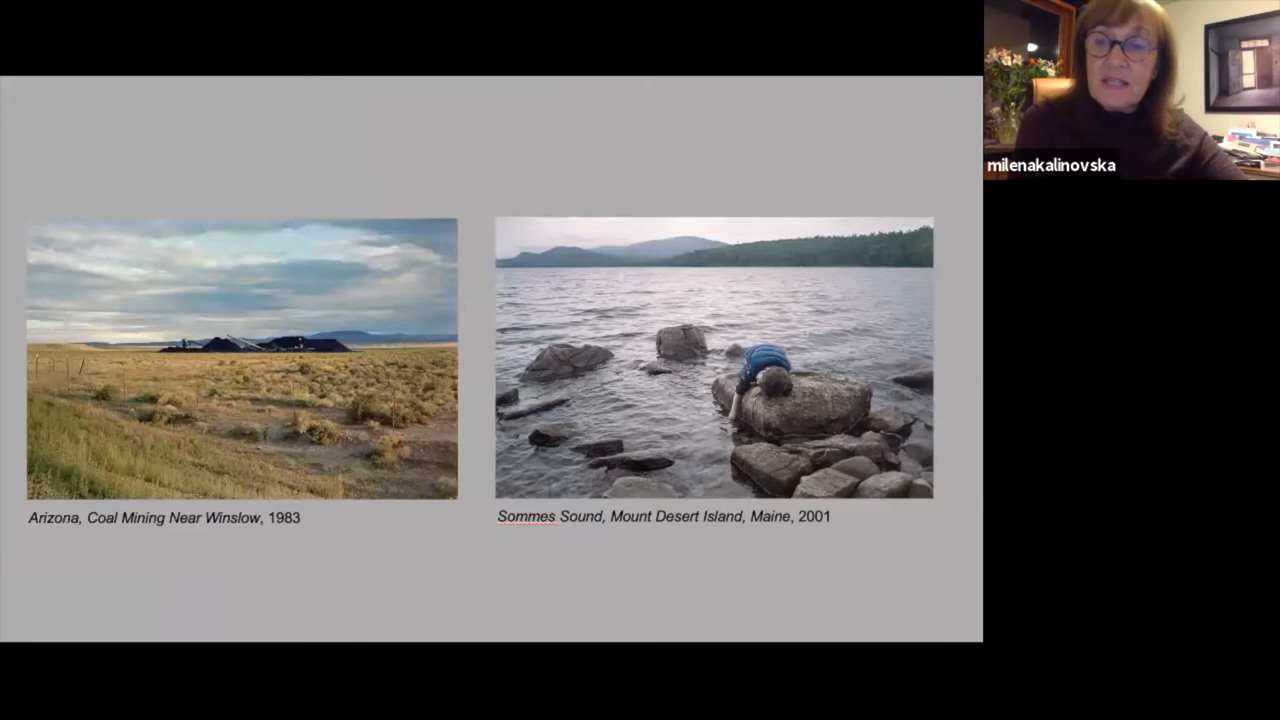 milenakalinovska
Arizona, Coal Mining Near Winslow, 1983
Sommes Sound, Mount Desert Island, Maine, 2001